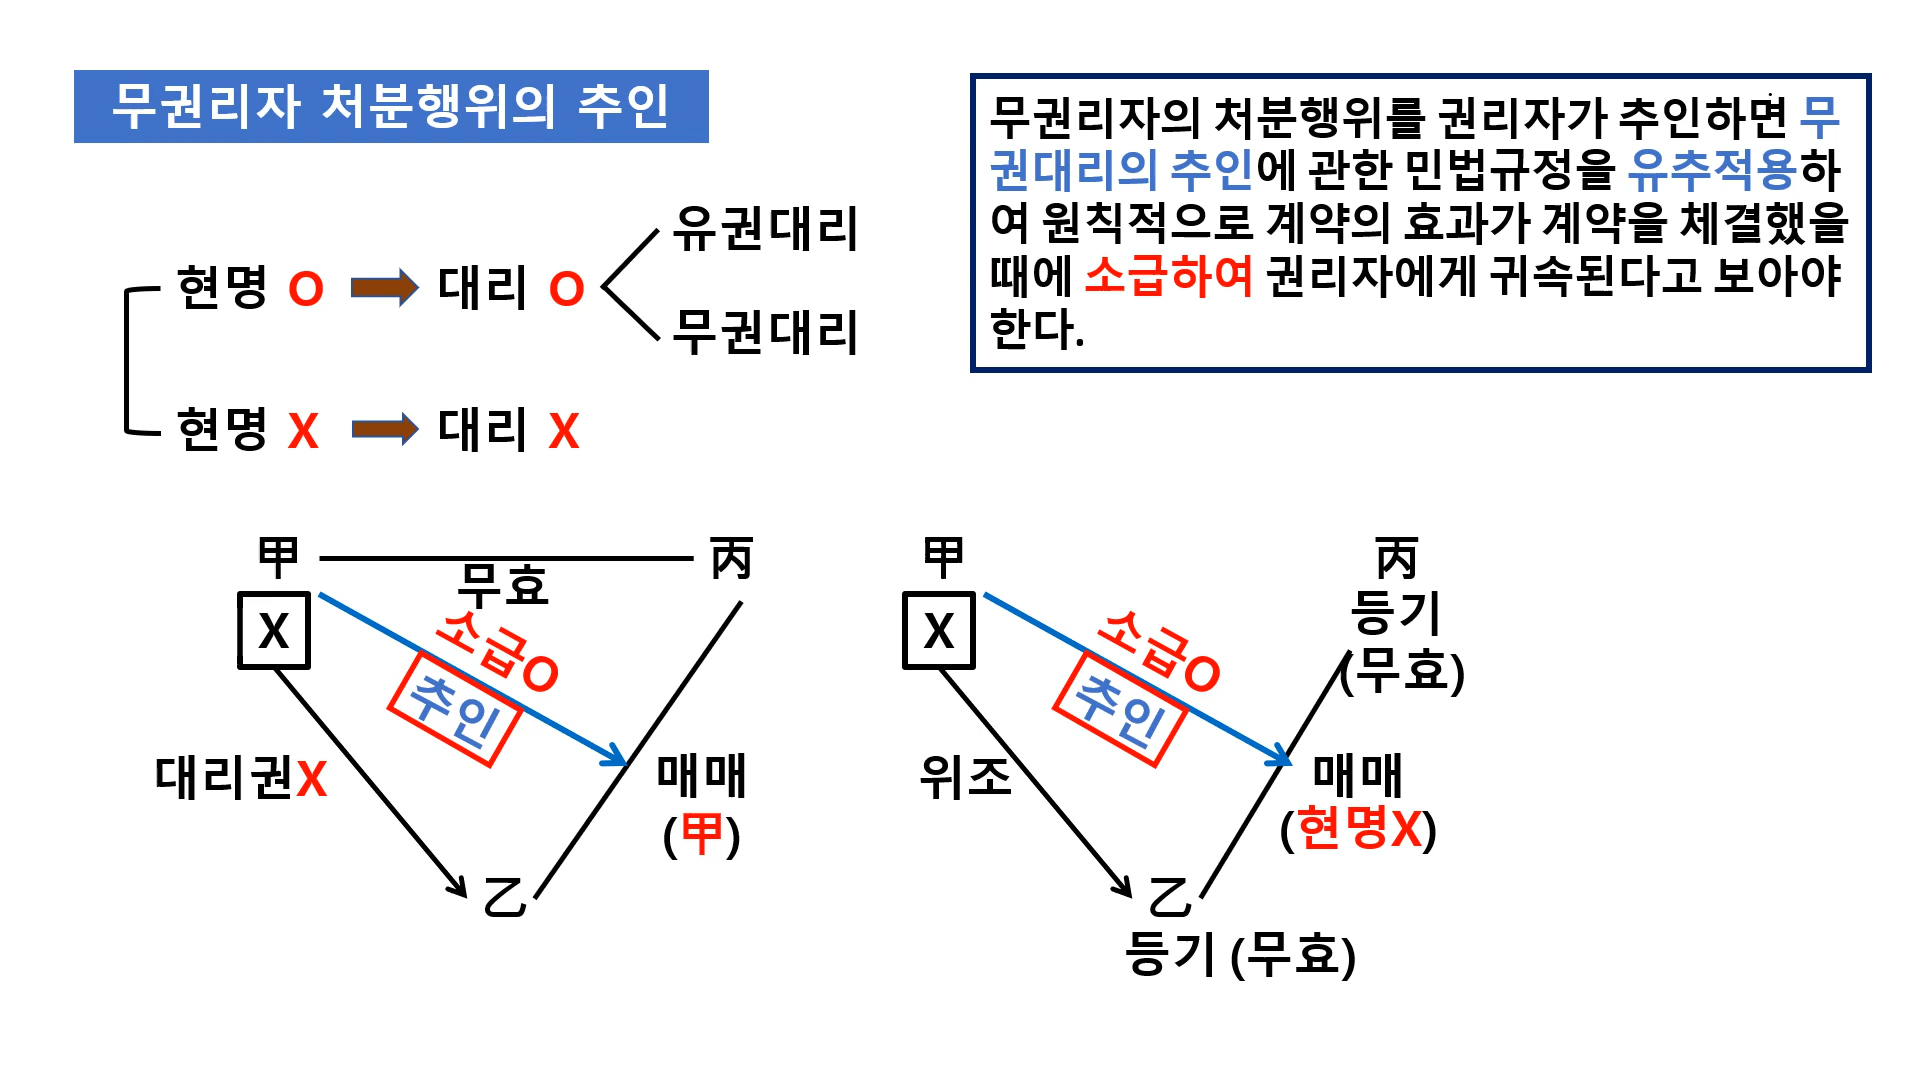 무권리자 처분행위의 추인
무권리자의 처분행위를 권리자가 추인하면 무
권대리의 추인에 관한 민법규정을 유추적용하
여 원칙적으로 계약의 효과가 계약을 체결했을
때에 소급하여 권리자에게 귀속된다고 보아야
한다.
유권대리
현명 O 대리 O
무권대리
현명 X 대리 X
甲 丙
무효
X
소급O
추인
대리권X
매매
(甲)
乙
甲 丙
등기
(무효)
X
소급O
추인
위조
매매
(현명X)
乙
등기 (무효)